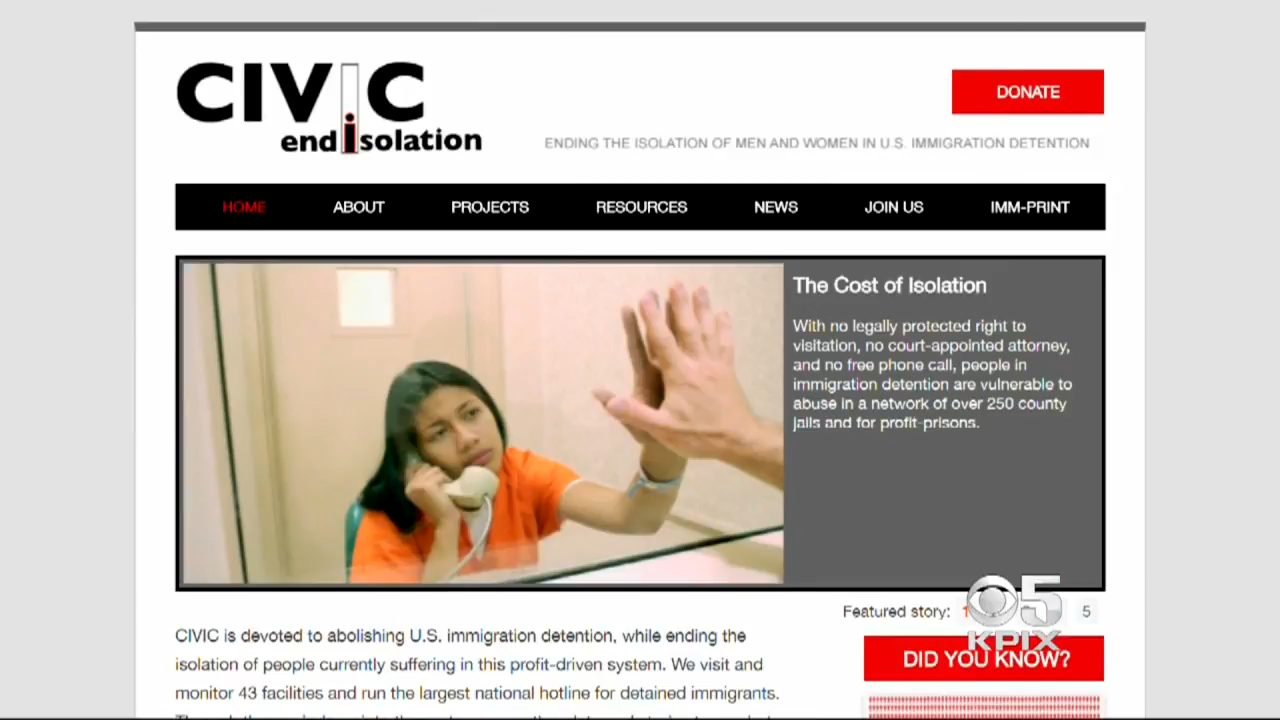 CIVIC
end isolation
DONATE
ENDING THE ISOLATION OF MEN AND WOMEN IN U.S. IMMIGRATION DETENTION
HOME ABOUT PROJECTS RESOURCES NEWS JOIN US IMM-PRINT
The Cost of Isolation
With no legally protected right to
visitation, no court-appointed attorney,
and no free phone call, people in
immigration detention are vulnerable to
abuse in a network of over 250 county
jails and for profit-prisons.
Featured story: 1 5
5
KPIX
DID YOU KNOW?
CIVIC is devoted to abolishing U.S. immigration detention, while ending the
isolation of people currently suffering in this profit-driven system. We visit and
monitor 43 facilities and run the largest national hotline for detained immigrants.